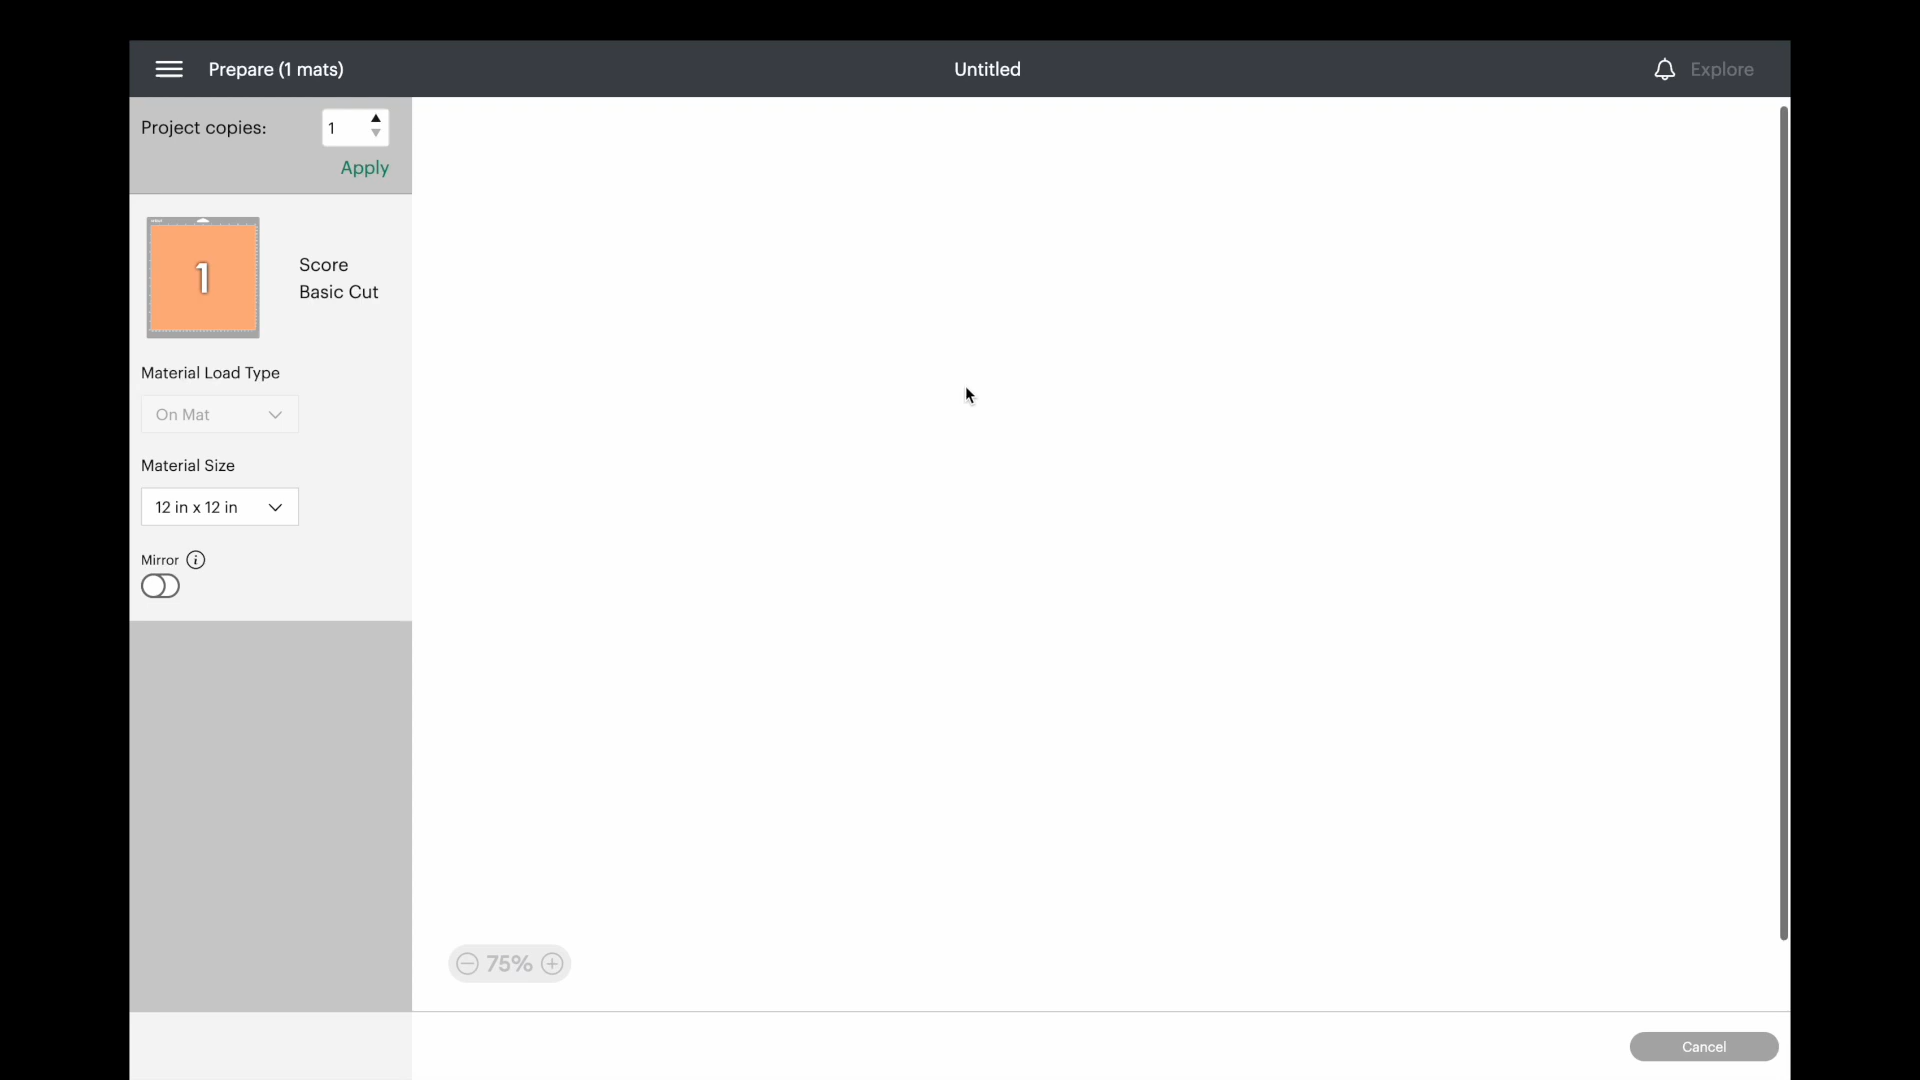 Prepare (1 mats)
Untitled
Explore
Project copies:
1
Apply
1
Score
Basic Cut
Material Load Type
On Mat
Material Size
12 in x 12 in
Mirror
75%
Cancel